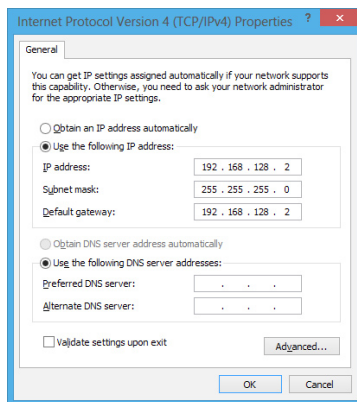 Internet Protocol Version 4 (TCP/IPv4) Properties ? ×
General
You can get IP settings assigned automatically if your network supports
this capability. Otherwise, you need to ask your network administrator
for the appropriate IP settings.
Obtain an IP address automatically
Use the following IP address:
IP address: 192 . 168 . 128 . 2
Subnet mask: 255 . 255 . 255 . 0
Default gateway: 192 . 168 . 128 . 2
Obtain DNS server address automatically
Use the following DNS server addresses:
Preferred DNS server: . . .
Alternate DNS server: . . .
Validate settings upon exit
Advanced...
OK Cancel